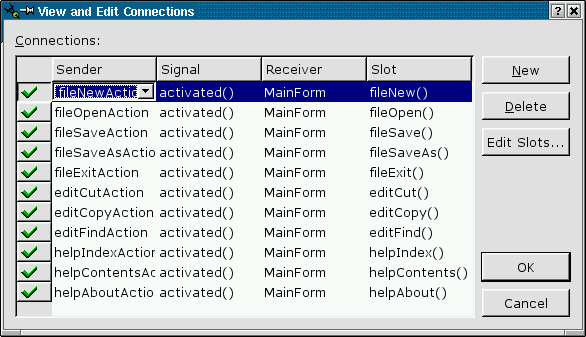 View and Edit Connections
Connections:
Sender Signal Receiver Slot
fileNewActio activated() MainForm fileNew()
fileOpenAction activated() MainForm fileOpen()
fileSaveAction activated() MainForm fileSave()
fileSaveAsActio activated() MainForm fileSaveAs()
fileExitAction activated() MainForm fileExit()
editCutAction activated() MainForm editCut()
editCopyAction activated() MainForm editCopy()
editFindAction activated() MainForm editFind()
helpIndexAction activated() MainForm helpIndex()
helpContentsAc activated() MainForm helpContents()
helpAboutActio activated() MainForm helpAbout()
New
Delete
Edit Slots...
OK
Cancel